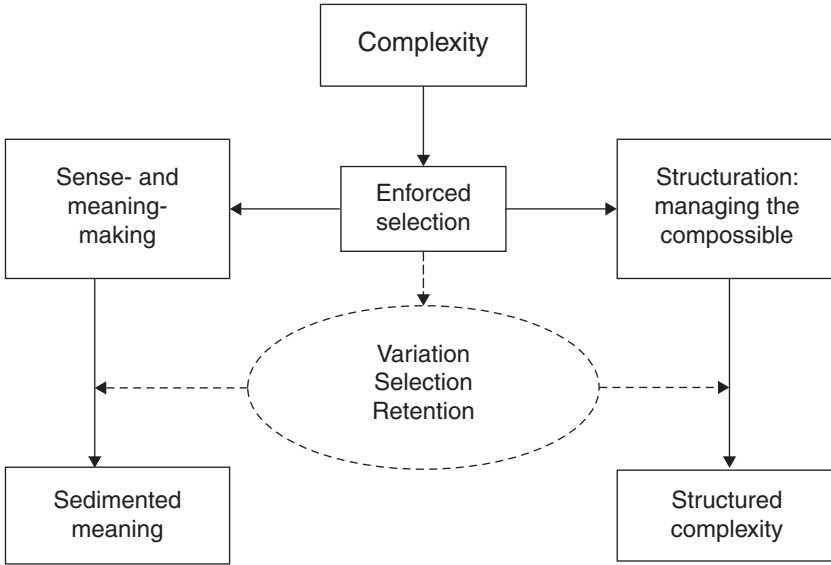 Complexity
Sense- and
meaning-
making
Enforced
selection
Structuration:
managing the
compossible
Variation
Selection
Retention
Sedimented
meaning
Structured
complexity